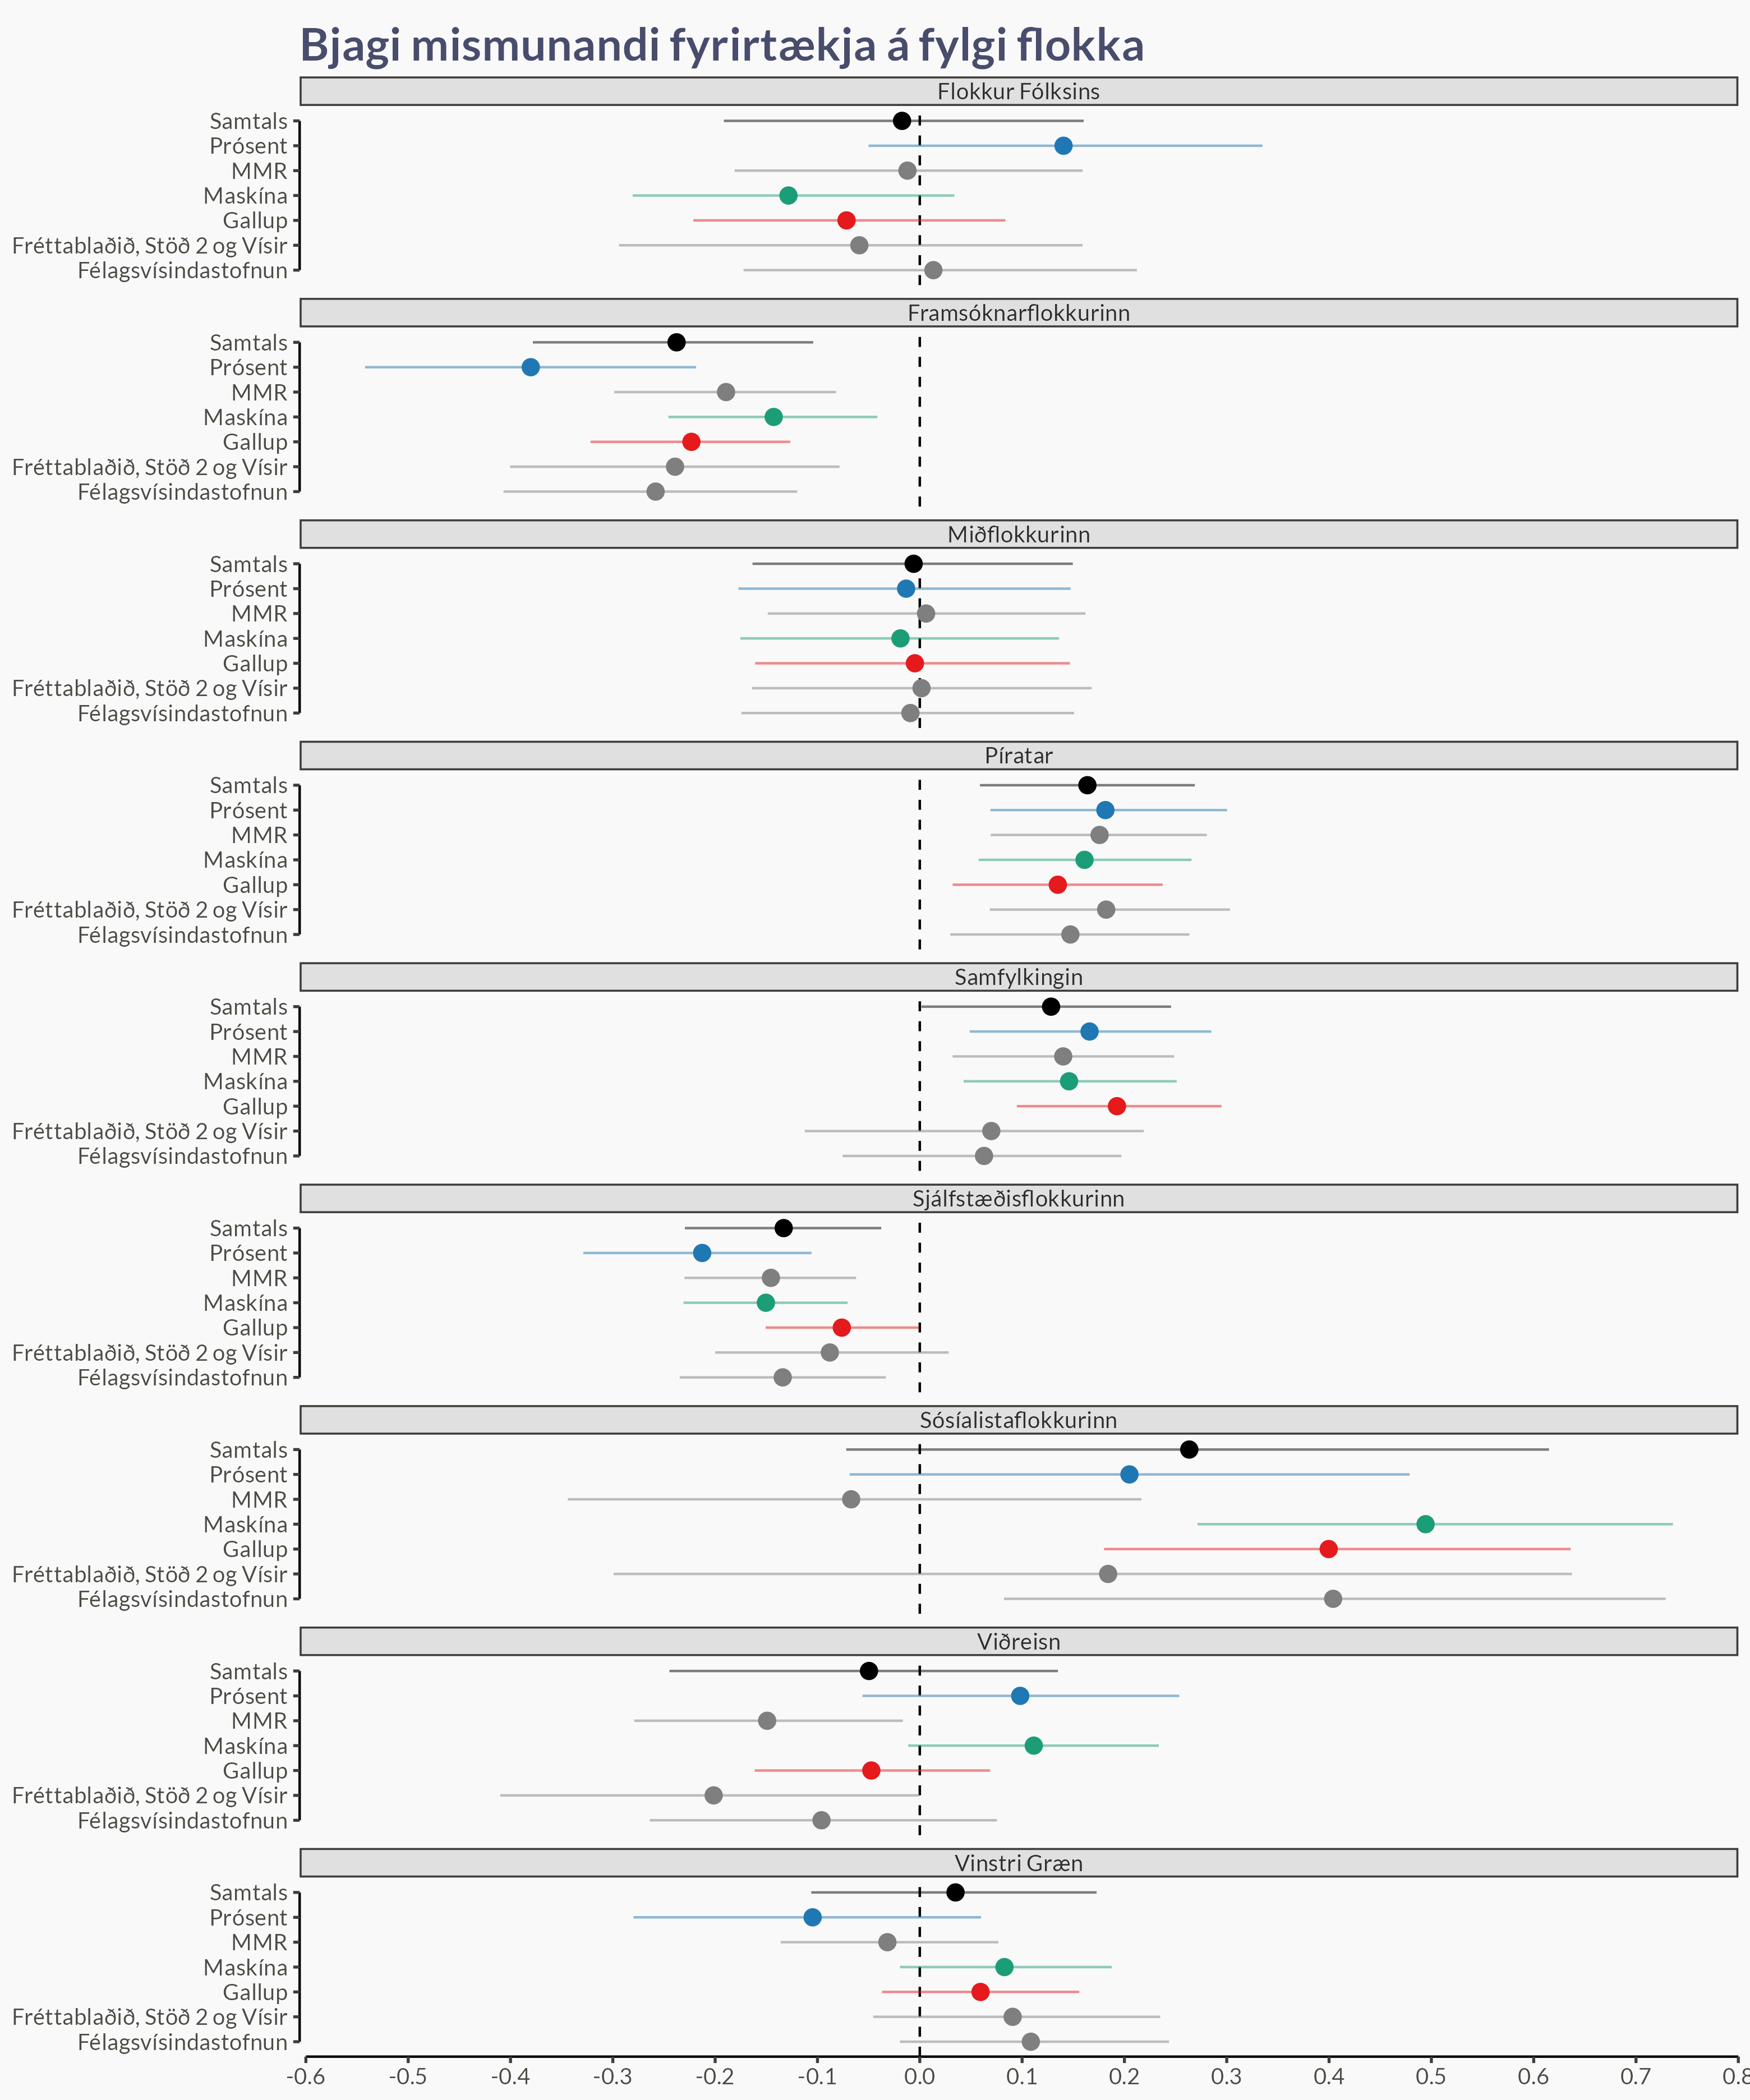 Bjagi mismunandi fyrirtækja á fylgi flokka
Flokkur Fólksins
Samtals
Prósent
MMR
Maskína
Gallup
Fréttablaðið, Stöð 2 og Vísir
Félagsvísindastofnun
Framsóknarflokkurinn
Samtals
Prósent
MMR
Maskína
Gallup
Fréttablaðið, Stöð 2 og Vísir
Félagsvísindastofnun
Miðflokkurinn
Samtals
Prósent
MMR
Maskína
Gallup
Fréttablaðið, Stöð 2 og Vísir
Félagsvísindastofnun
Píratar
Samtals
Prósent
MMR
Maskína
Gallup
Fréttablaðið, Stöð 2 og Vísir
Félagsvísindastofnun
Samfylkingin
Samtals
Prósent
MMR
Maskína
Gallup
Fréttablaðið, Stöð 2 og Vísir
Félagsvísindastofnun
Sjálfstæðisflokkurinn
Samtals
Prósent
MMR
Maskína
Gallup
Fréttablaðið, Stöð 2 og Vísir
Félagsvísindastofnun
Sósíalistaflokkurinn
Samtals
Prósent
MMR
Maskína
Gallup
Fréttablaðið, Stöð 2 og Vísir
Félagsvísindastofnun
Viðreisn
Samtals
Prósent
MMR
Maskína
Gallup
Fréttablaðið, Stöð 2 og Vísir
Félagsvísindastofnun
Vinstri Græn
Samtals
Prósent
MMR
Maskína
Gallup
Fréttablaðið, Stöð 2 og Vísir
Félagsvísindastofnun
-0.6 -0.5 -0.4 -0.3 -0.2 -0.1 0.0 0.1 0.2 0.3 0.4 0.5 0.6 0.7 0.8